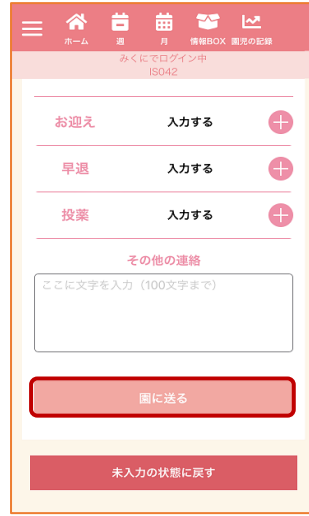 ホーム 週 月 情報BOX 園児の記録
みくにでログイン中
IS042
お迎え 入力する
早退 入力する
投薬 入力する
その他の連絡
ここに文字を入力（100文字まで）
園に送る
未入力の状態に戻す